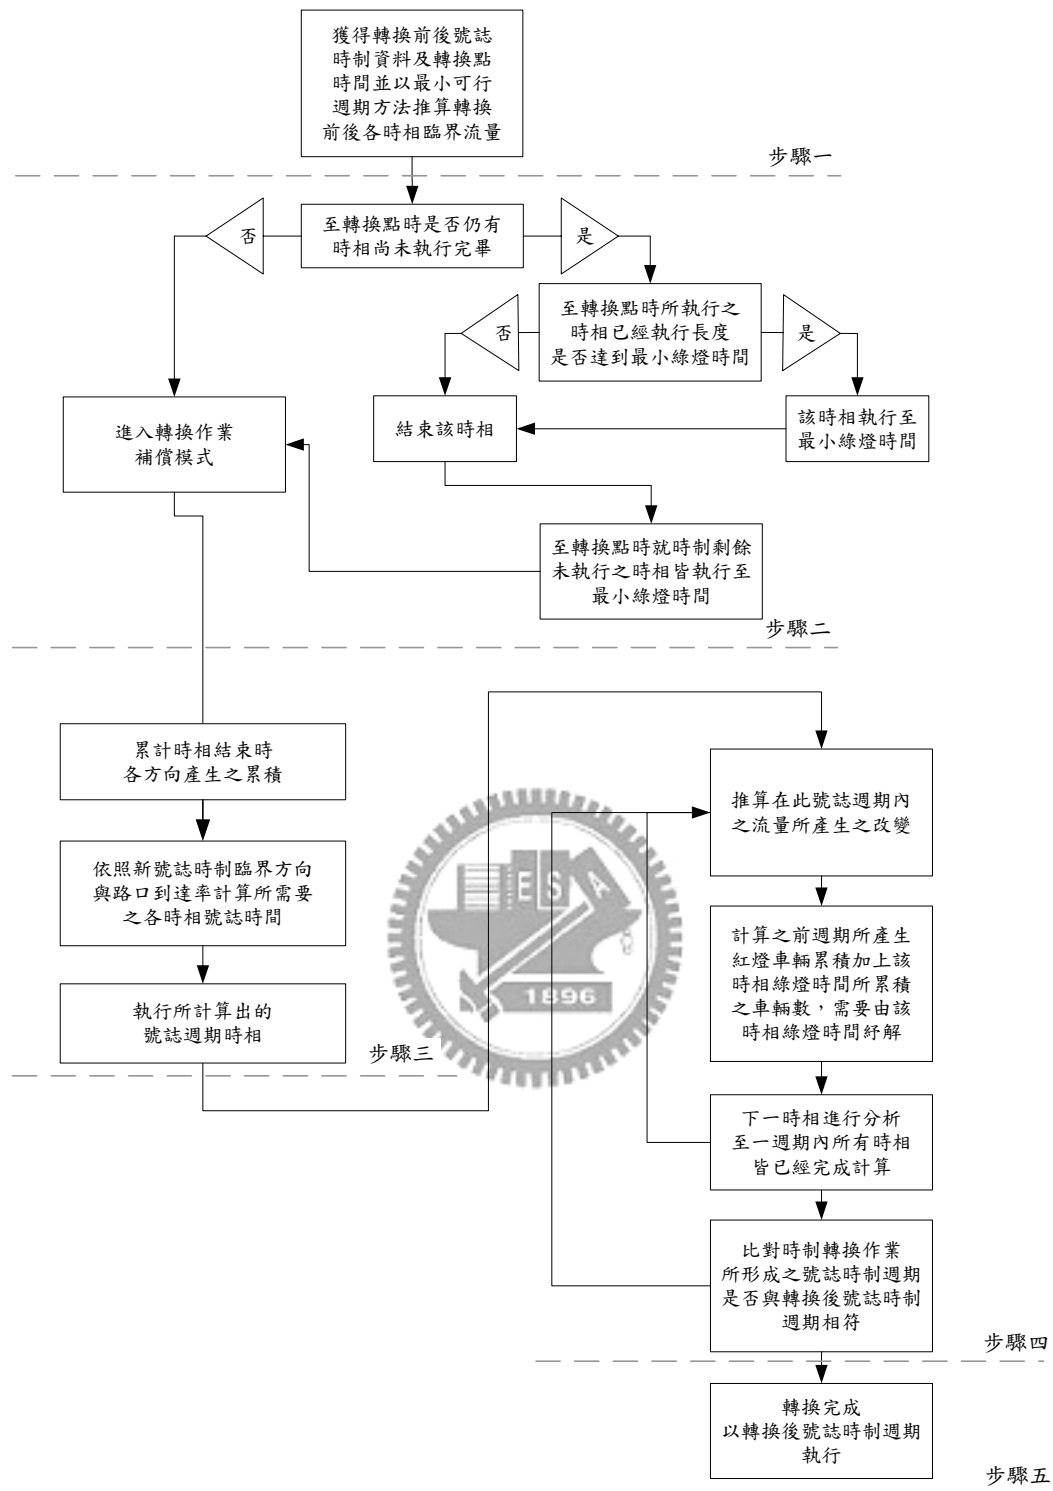 獲得轉換前後號誌
時制資料及轉換點
時間並以最小可行
週期方法推算轉換
前後各時相臨界流量
步驟一
至轉換點時是否仍有
時相尚未執行完畢
否
是
至轉換點時所執行之
時相已經執行長度
是否達到最小綠燈時間
否
是
進入轉換作業
補償模式
結束該時相
該時相執行至
最小綠燈時間
至轉換點時就時制剩餘
未執行之時相皆執行至
最小綠燈時間
步驟二
累計時相結束時
各方向產生之累積
依照新號誌時制臨界方向
與路口到達率計算所需要
之各時相號誌時間
執行所計算出的
號誌週期時相
步驟三
推算在此號誌週期內
之流量所產生之改變
計算之前週期所產生
紅燈車輛累積加上該
時相綠燈時間所累積
之車輛數，需要由該
時相綠燈時間紓解
下一時相進行分析
至一週期內所有時相
皆已經完成計算
比對時制轉換作業
所形成之號誌時制週期
是否與轉換後號誌時制
週期相符
步驟四
轉換完成
以轉換後號誌時制週期
執行
步驟五
ESA
1896